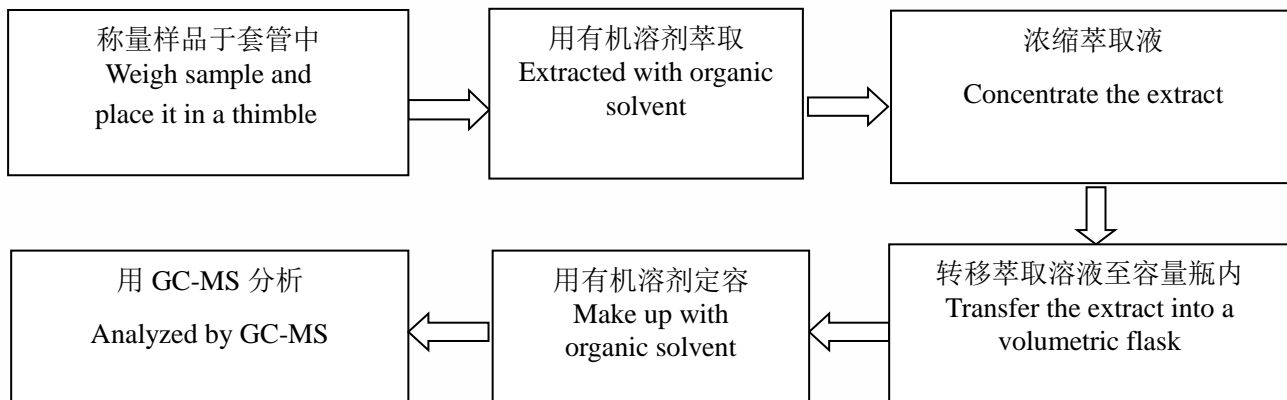 称量样品于套管中
Weigh sample and
place it in a thimble
用有机溶剂萃取
Extracted with organic
solvent
浓缩萃取液
Concentrate the extract
转移萃取溶液至容量瓶内
Transfer the extract into a
volumetric flask
用有机溶剂定容
Make up with
organic solvent
用 GC-MS 分析
Analyzed by GC-MS